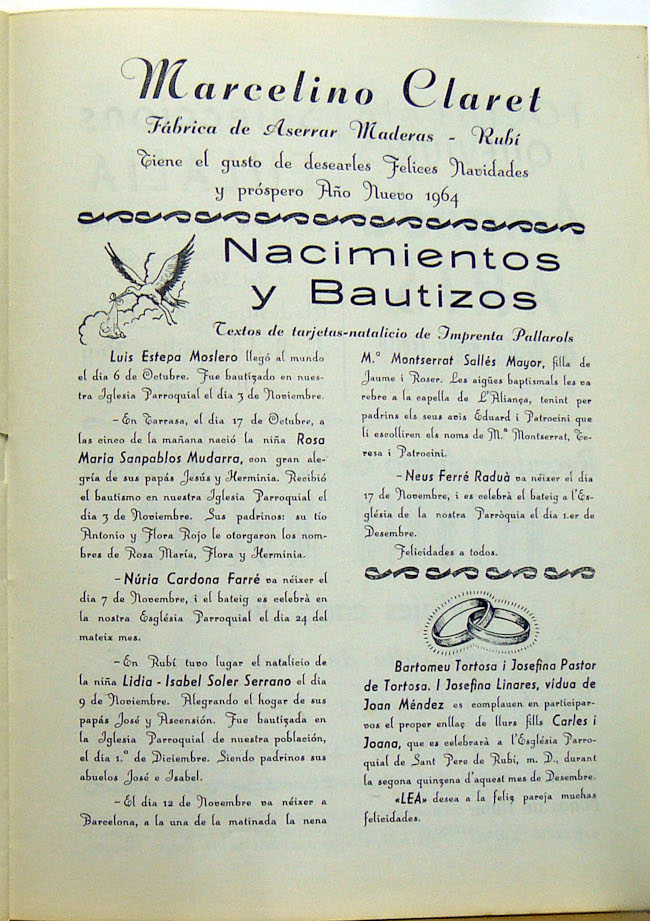 Marcelino Claret
Fábrica de Aserrar Maderas - Rubí
Tiene el gusto de desearles Felices Navidades
y próspero Año Nuevo 1964
Nacimientos
y Bautizos
Textos de tarjetas-natalicio de Imprenta Pallarols
Luis Estepa Moslero llegó al mundo
el dia 6 de Octubre. Fue bautizado en nues-
tra Iglesia Parroquial el dia 3 de Noviembre.
–En Tarrasa, el dia 17 de Octubre, a
las cinco de la mañana nació la niña Rosa
Maria Sanpablos Mudarra, con gran ale-
gría de sus papás Jesús y Herminia. Recibió
el bautismo en nuestra Iglesia Parroquial el
dia 3 de Noviembre. Sus padrinos: su tío
Antonio y Flora Rojo le otorgaron los nom-
bres de Rosa María, Flora y Herminia.
–Núria Cardona Farré va néixer el
dia 7 de Novembre, i el bateig es celebrà en
la nostra Església Parroquial el dia 24 del
mateix mes.
–En Rubí tuvo lugar el natalicio de
la niña Lidia - Isabel Soler Serrano el dia
9 de Noviembre. Alegrando el hogar de sus
papás José y Ascensión. Fue bautizada en
la Iglesia Parroquial de nuestra población,
el dia 1.º de Diciembre. Siendo padrinos sus
abuelos José e Isabel.
–El dia 12 de Novembre va néixer a
Barcelona, a la una de la matinada la nena
M.ª Montserrat Sallés Mayor, filla de
Jaume i Roser. Les aigües baptismals les va
rebre a la capella de L'Aliança, tenint per
padrins els seus avis Eduard i Patrocini que
li escolliren els noms de M.ª Montserrat, Te-
resa i Patrocini.
–Neus Ferré Raduà va néixer el dia
17 de Novembre, i es celebrà el bateig a l'Es-
glésia de la nostra Parròquia el dia 1.er de
Desembre.
Felicidades a todos.
Bartomeu Tortosa i Josefina Pastor
de Tortosa. I Josefina Linares, vidua de
Joan Méndez es complauen en participar-
vos el proper enllaç de llurs fills Carles i
Joana, que es celebrarà a l'Església Parro-
quial de Sant Pere de Rubí, m. D., durant
la segona quinzena d'aquest mes de Desembre.
«LEA» desea a la feliz pareja muchas
felicidades.